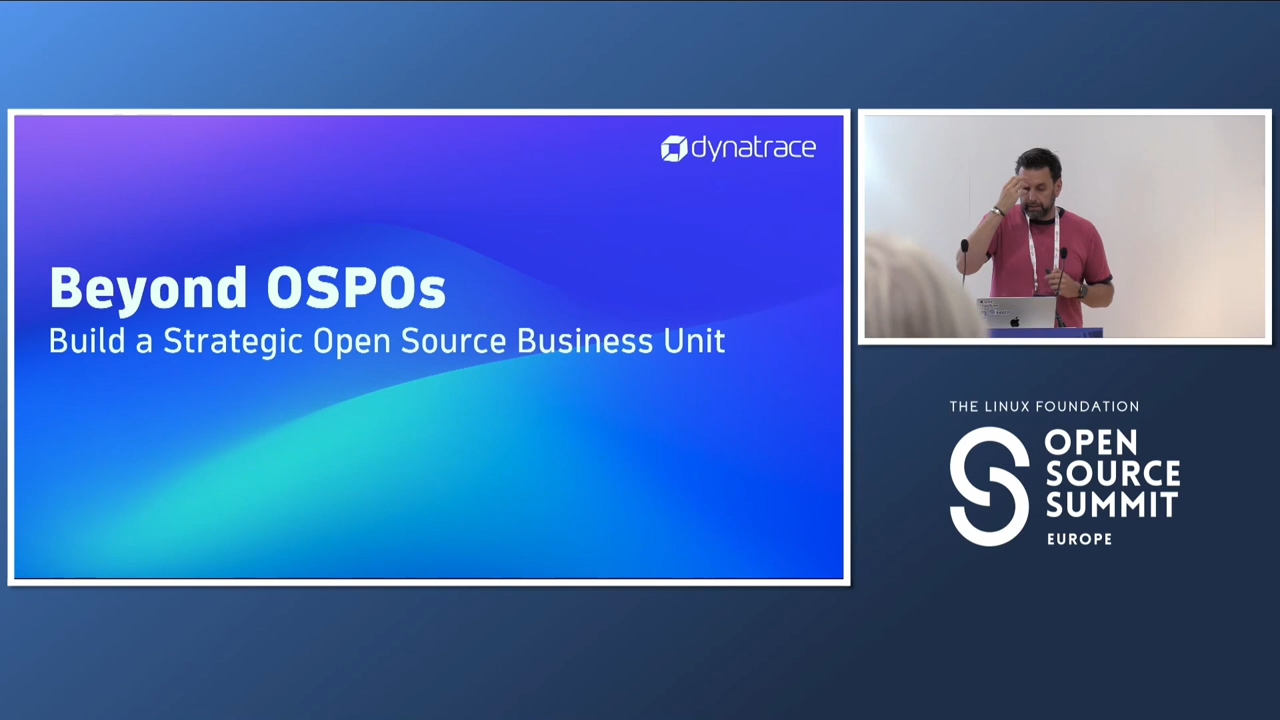 dynatrace
Beyond OSPOs
Build a Strategic Open Source Business Unit
THE LINUX FOUNDATION
OPEN
SOURCE
SUMMIT
EUROPE